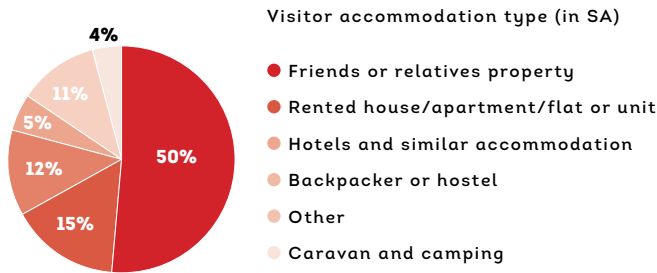 Visitor accommodation type (in SA)
4%
11%
5%
12%
15%
50%
Friends or relatives property
Rented house/apartment/flat or unit
Hotels and similar accommodation
Backpacker or hostel
Other
Caravan and camping